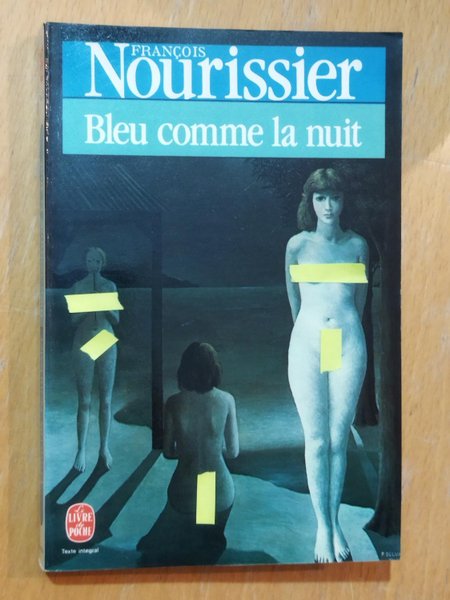 FRANÇOIS
Nourissier
Bleu comme la nuit
Le
LIVRE
de
POCHE
Texte intégral